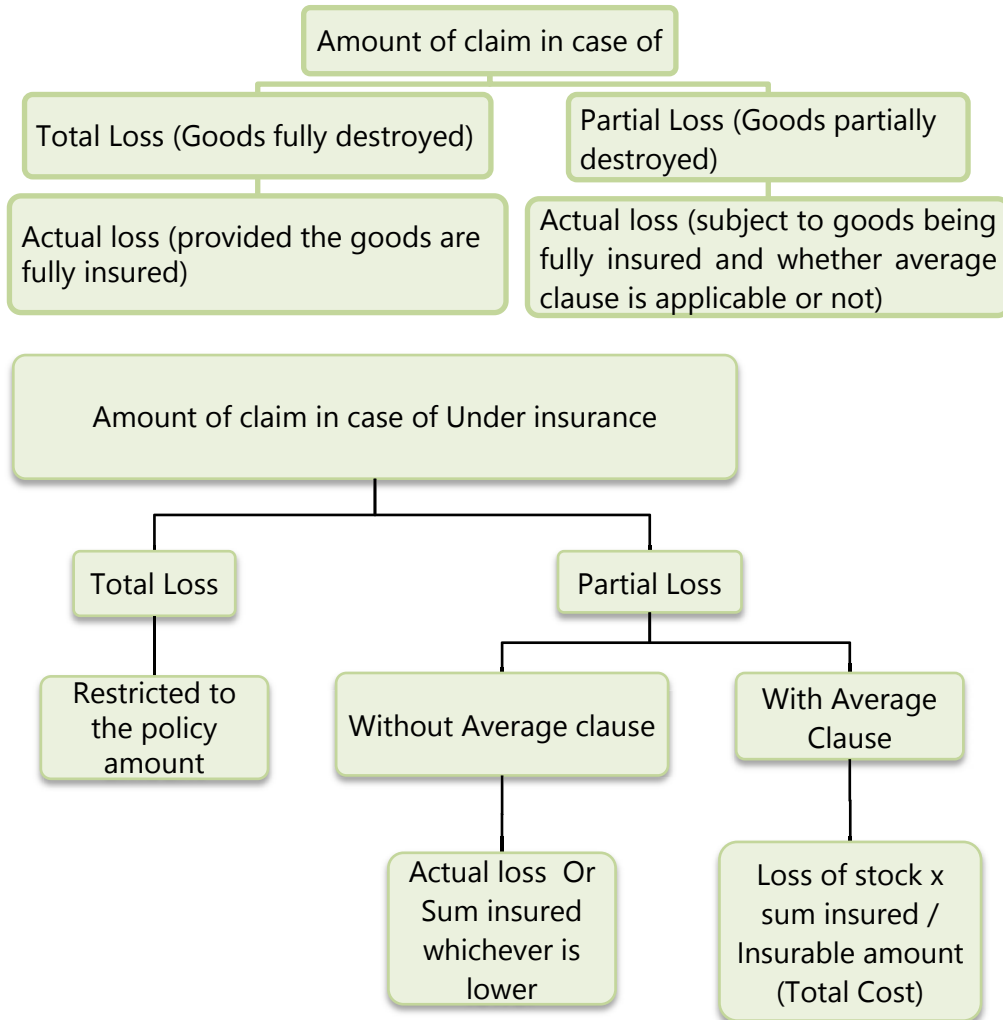 Amount of claim in case of
Total Loss (Goods fully destroyed)
Partial Loss (Goods partially
destroyed)
Actual loss (provided the goods are
fully insured)
Actual loss (subject to goods being
fully insured and whether average
clause is applicable or not)
Amount of claim in case of Under insurance
Total Loss
Partial Loss
Restricted to
the policy
amount
Without Average clause
With Average
Clause
Actual loss Or
Sum insured
whichever is
lower
Loss of stock x
sum insured /
Insurable amount
(Total Cost)